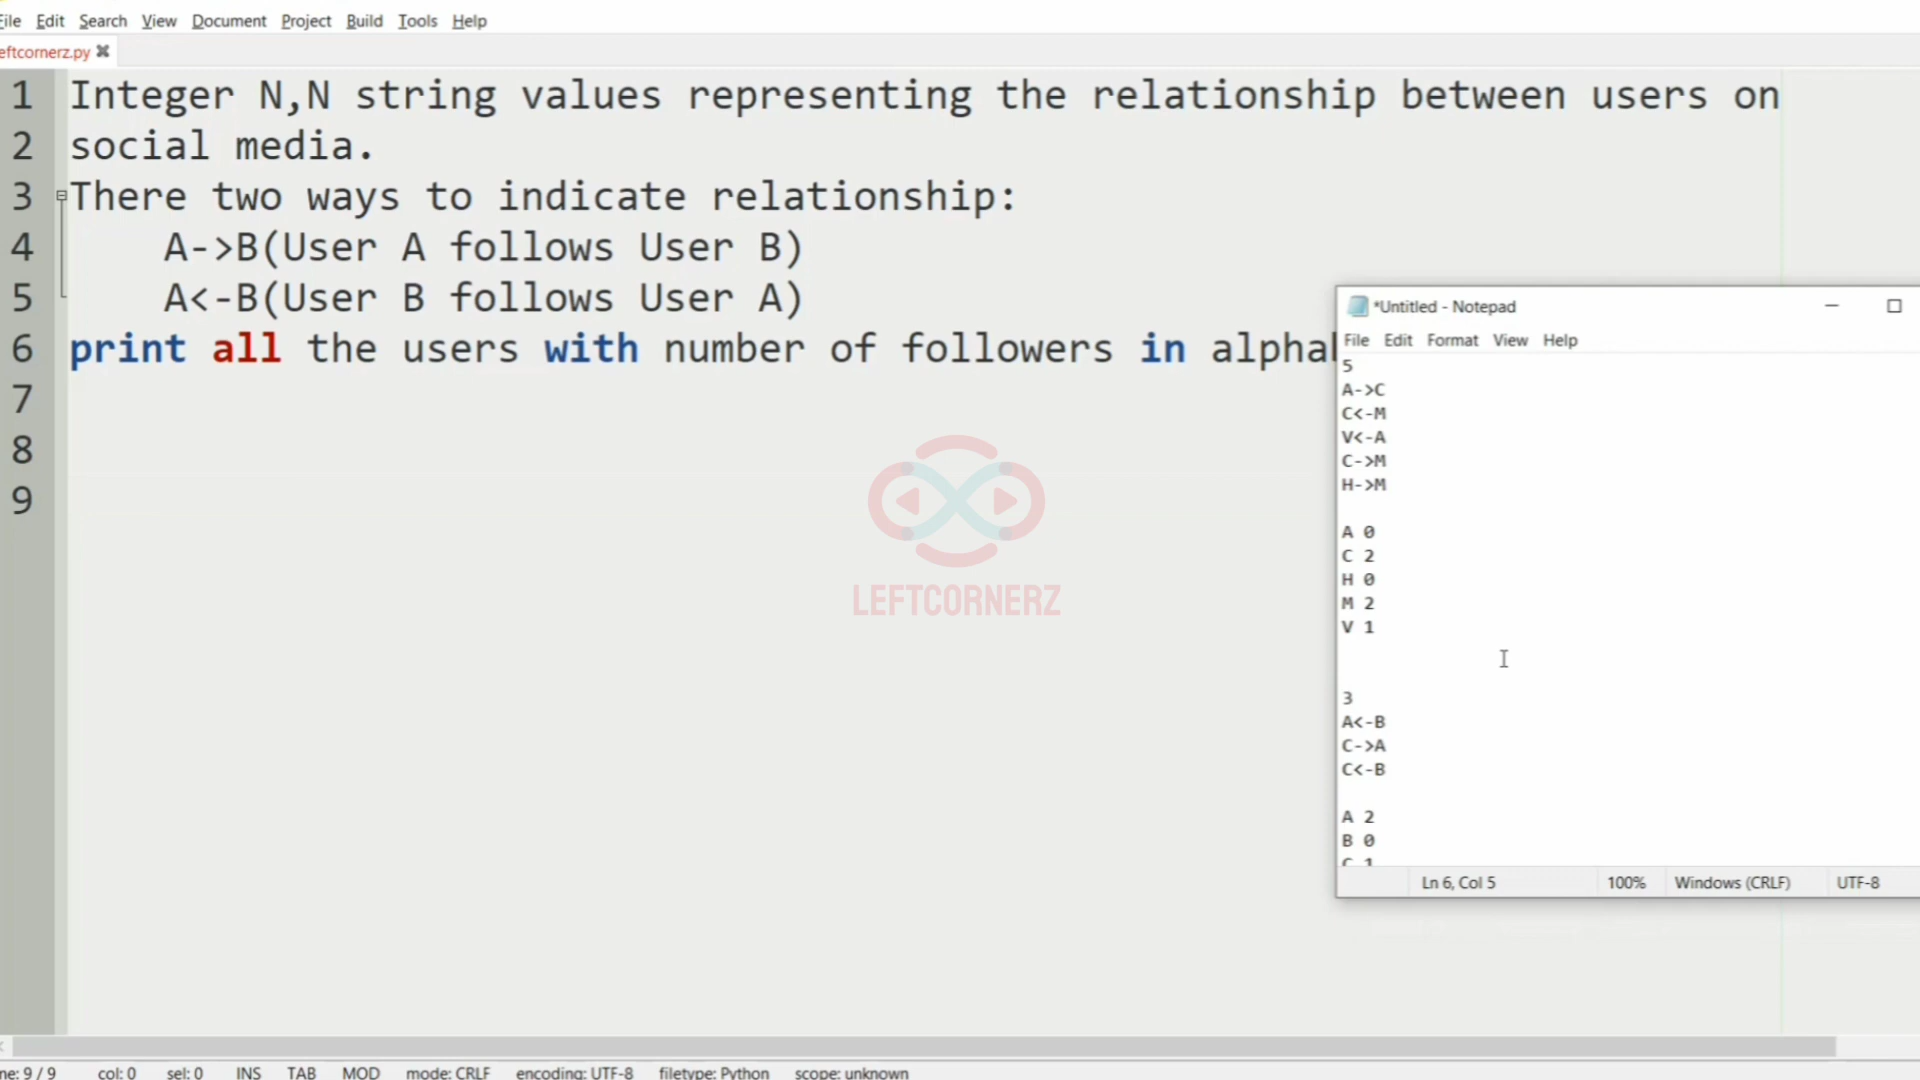 File Edit Search View Document Project Build Tools Help
eftcornerz.py
1 Integer N,N string values representing the relationship between users on
2 social media.
3 There two ways to indicate relationship:
4 A->B(User A follows User B)
5 A<-B(User B follows User A)
6 print all the users with number of followers in alphab
7
8
9
LEFTCORNERZ
*Untitled - Notepad
File Edit Format View Help
5
A->C
C<-M
V<-A
C->M
H->M
A 0
C 2
H 0
M 2
V 1
3
A<-B
C->A
C<-B
A 2
B 0
C 1
Ln 6, Col 5 100% Windows (CRLF) UTF-8
ne: 9 / 9 col: 0 sel: 0 INS TAB MOD mode: CRLF encoding: UTF-8 filetype: Python scope: unknown